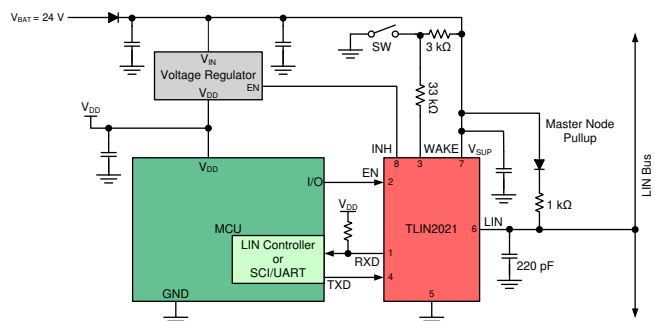 V_BAT = 24 V
V_IN
Voltage Regulator
V_DD
EN
SW
3 kΩ
33 kΩ
V_DD
Master Node
Pullup
LIN Bus
INH
WAKE
V_SUP
8
3
7
V_DD
I/O
EN
2
V_DD
MCU
TLIN2021
LIN
6
1 kΩ
LIN Controller
or
SCI/UART
RXD
1
TXD
4
220 pF
GND
5